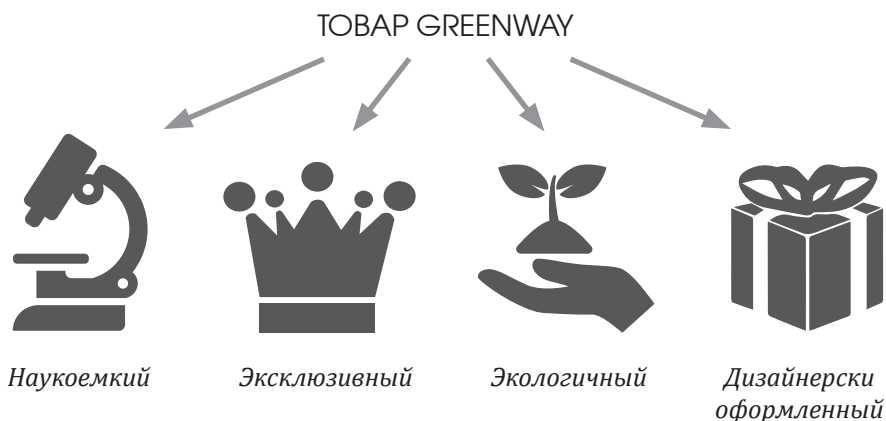 ТОВАР GREENWAY
Наукоемкий
Эксклюзивный
Экологичный
Дизайнерски
оформленный